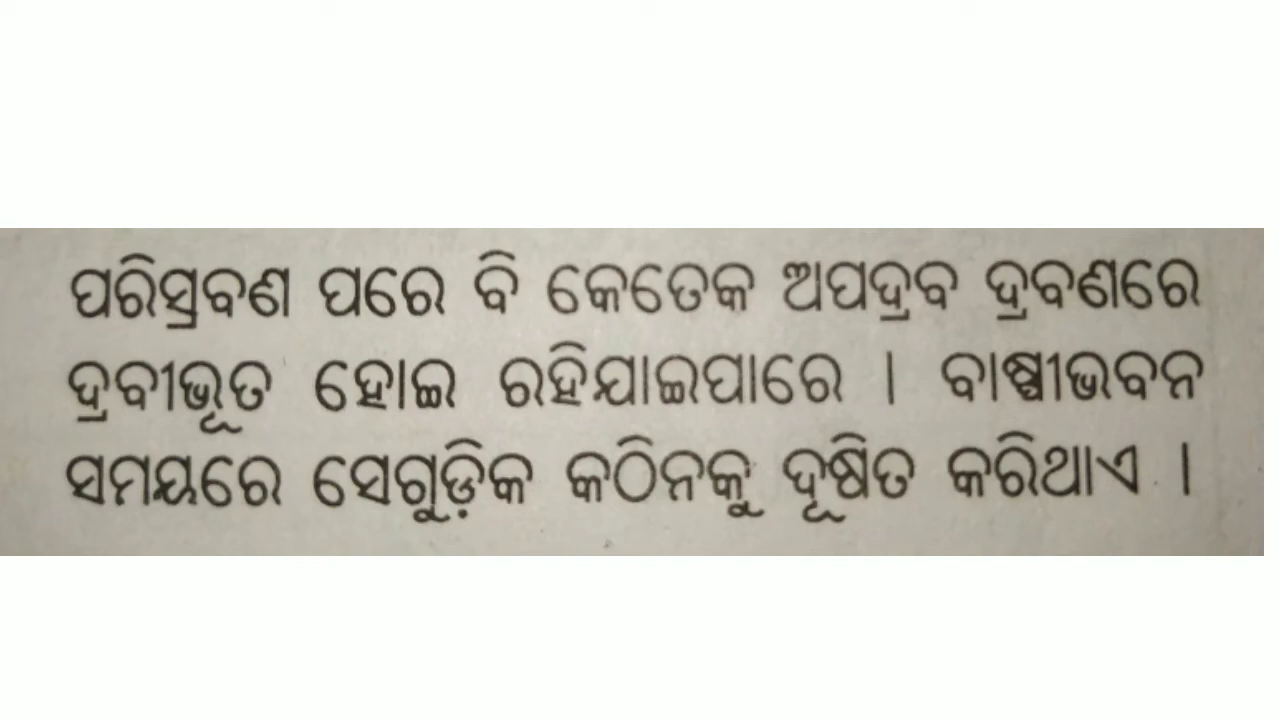 ପରିସ୍ରବଣ ପରେ ବି କେତେକ ଅପଦ୍ରବ ଦ୍ରବଣରେ
ଦ୍ରବୀଭୂତ ହୋଇ ରହିଯାଇପାରେ । ବାଷ୍ପୀଭବନ
ସମୟରେ ସେଗୁଡ଼ିକ କଠିନକୁ ଦୂଷିତ କରିଥାଏ ।